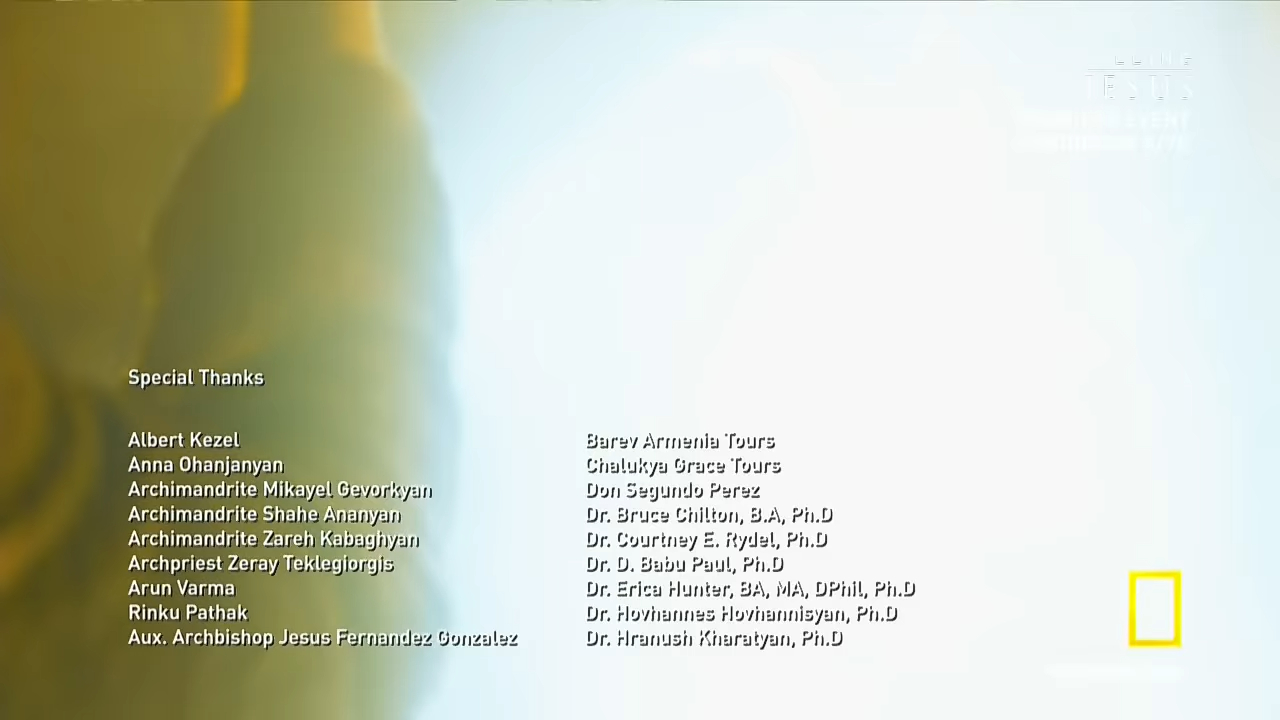 JESUS
Special Thanks
Albert Kezel
Anna Ohanjanyan
Archimandrite Mikayel Gevorkyan
Archimandrite Shahe Ananyan
Archimandrite Zareh Kabaghyan
Archpriest Zeray Teklegiorgis
Arun Varma
Rinku Pathak
Aux. Archbishop Jesus Fernandez Gonzalez
Barev Armenia Tours
Chalukya Grace Tours
Don Segundo Perez
Dr. Bruce Chilton, B.A, Ph.D
Dr. Courtney E. Rydel, Ph.D
Dr. D. Babu Paul, Ph.D
Dr. Erica Hunter, BA, MA, DPhil, Ph.D
Dr. Hovhannes Hovhannisyan, Ph.D
Dr. Hranush Kharatyan, Ph.D